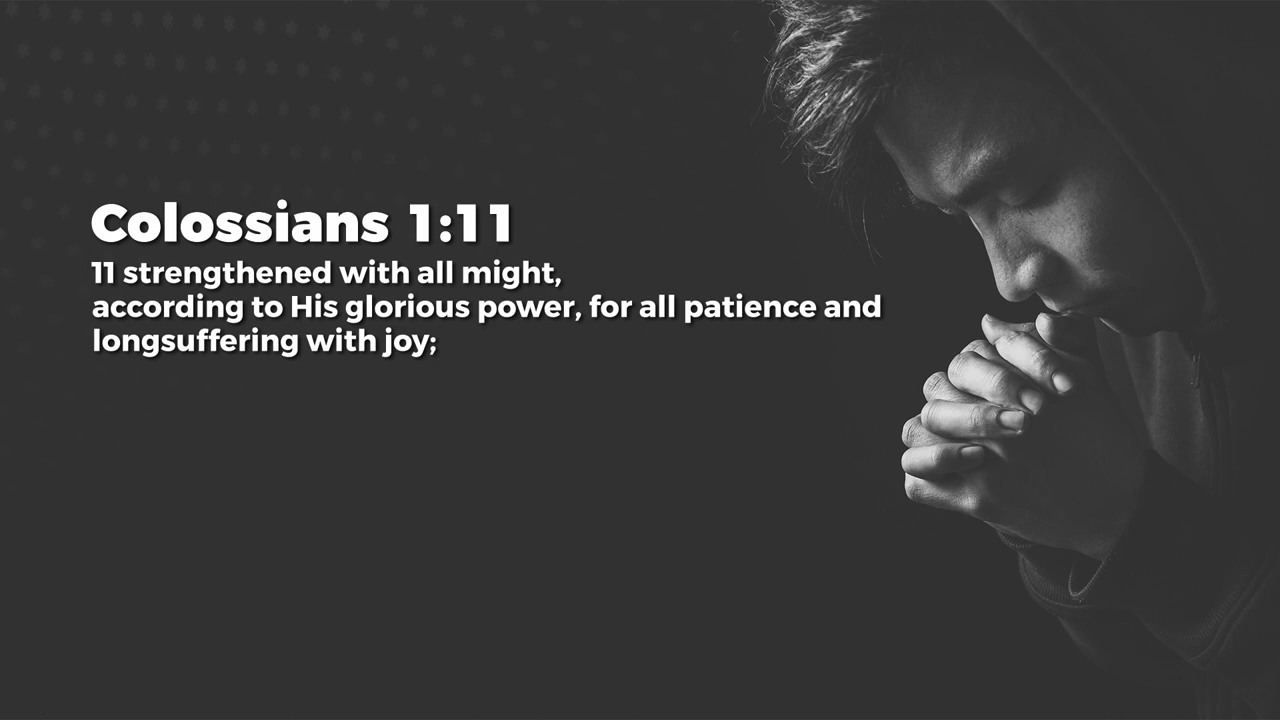 Colossians 1:11
11 strengthened with all might,
according to His glorious power, for all patience and
longsuffering with joy;